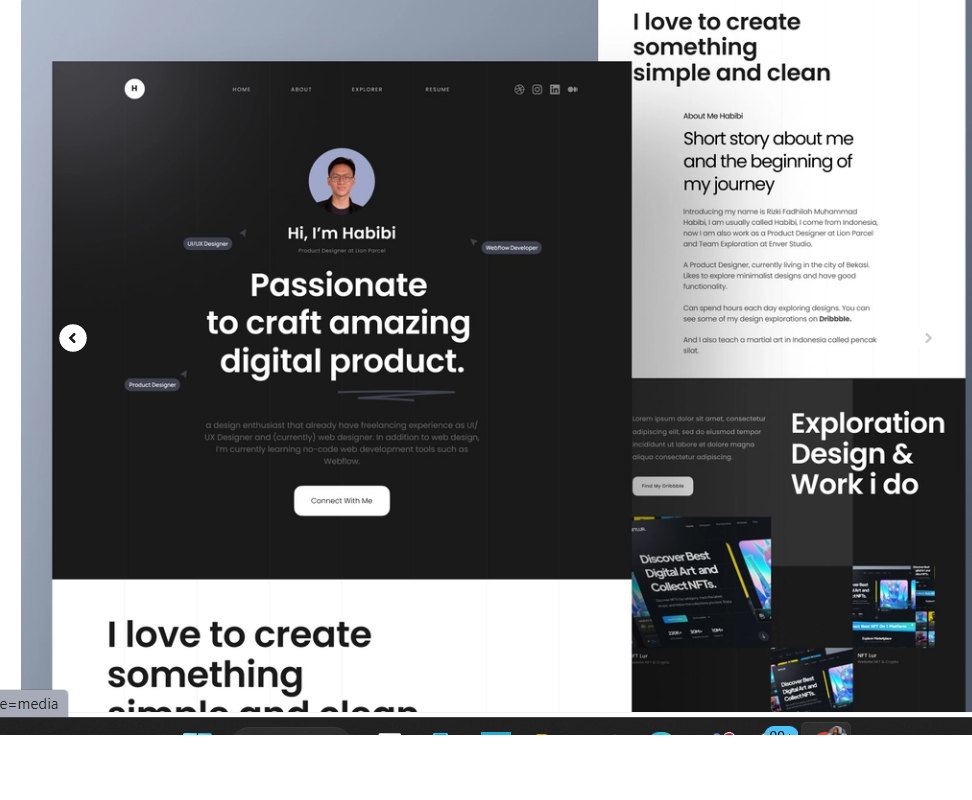 H
HOME ABOUT EXPLORER RESUME
Hi, I'm Habibi
Product Designer at Lion Parcel
UI/UX Designer
Webflow Developer
Passionate
to craft amazing
digital product.
Product Designer
a design enthusiast that already have freelancing experience as UI/
UX Designer and (currently) web designer. In addition to web design,
I'm currently learning no-code web development tools such as
Webflow.
Connect With Me
I love to create
something
simple and clean
I love to create
something
simple and clean
About Me Habibi
Short story about me
and the beginning of
my journey
Introducing my name is Rizki Fadhilah Muhammad
Habibi, I am usually called Habibi, I come from Indonesia,
now I am also work as a Product Designer at Lion Parcel
and Team Exploration at Enver Studio.
A Product Designer, currently living in the city of Bekasi.
Likes to explore minimalist designs and have good
functionality.
Can spend hours each day exploring designs. You can
see some of my design explorations on Dribbble.
And I also teach a martial art in Indonesia called pencak
silat.
Lorem ipsum dolor sit amet, consectetur
adipiscing elit, sed do eiusmod tempor
incididunt ut labore et dolore magna
aliqua consectetur adipiscing.
Find My Dribbble
Exploration
Design &
Work i do
Discover Best
Digital Art and
Collect NFTs.
NFT Lur
Website NFT & Crypto
Discover Best
Digital Art and
Collect NFTs.
e=media